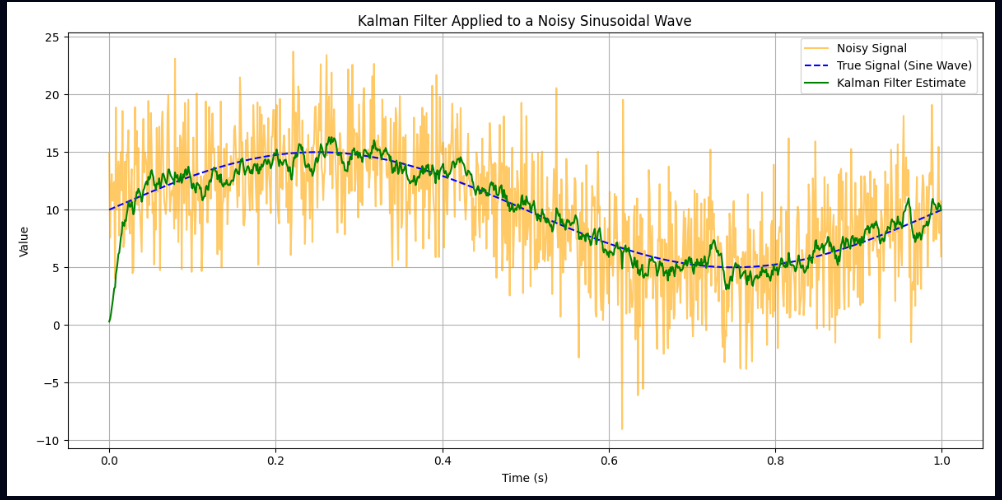 Kalman Filter Applied to a Noisy Sinusoidal Wave
Noisy Signal
True Signal (Sine Wave)
Kalman Filter Estimate
25
20
15
10
5
0
−5
−10
Value
0.0 0.2 0.4 0.6 0.8 1.0
Time (s)